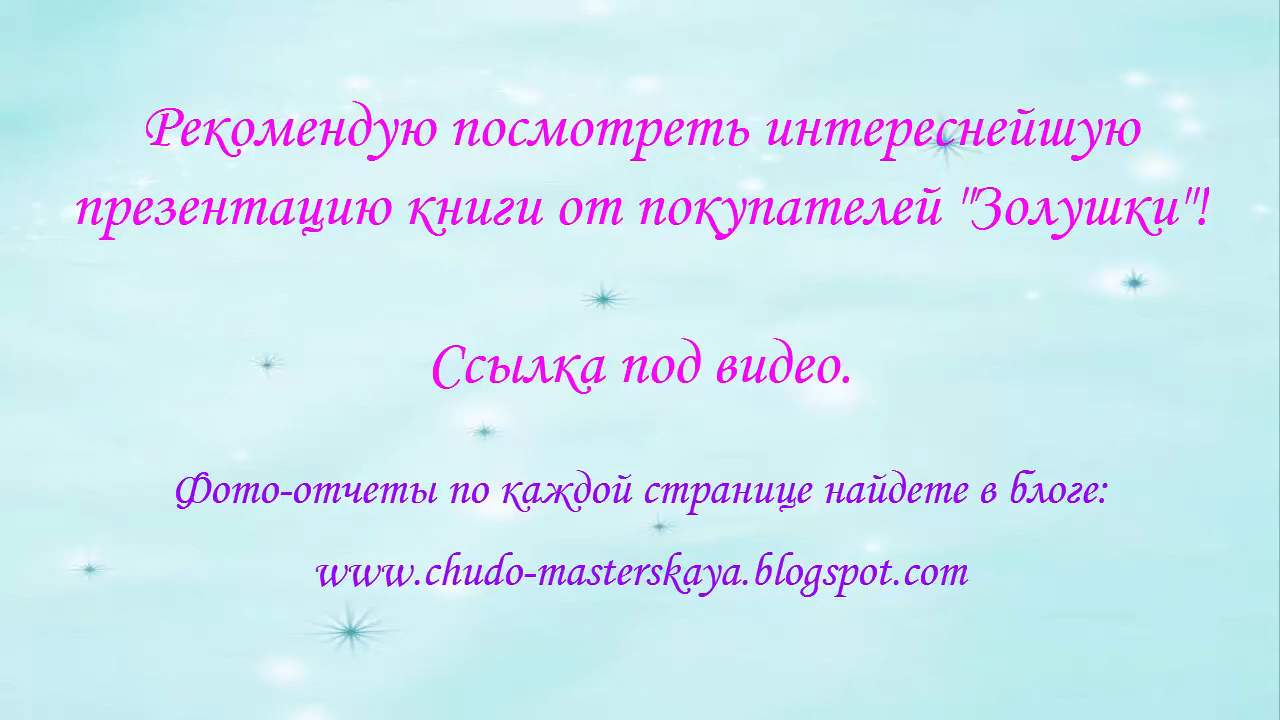 Рекомендую посмотреть интереснейшую
презентацию книги от покупателей "Золушки"!
Ссылка под видео.
Фото-отчеты по каждой странице найдете в блоге:
www.chudo-masterskaya.blogspot.com